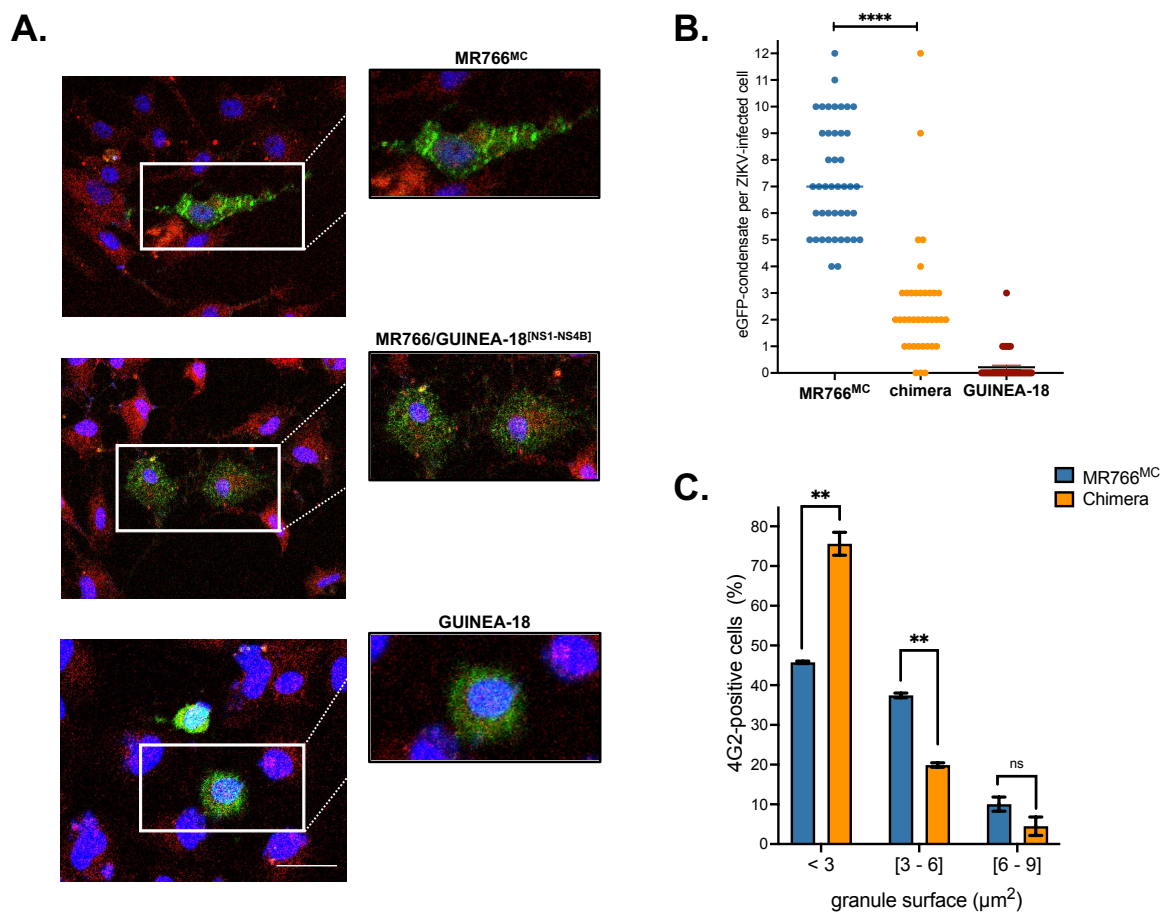 A.
MR766ᴹᶜ
MR766/GUINEA-18[NS1-NS4B]
GUINEA-18
B.
****
eGFP-condensate per ZIKV-infected cell
12
11
10
9
8
7
6
5
4
3
2
1
0
MR766ᴹᶜ chimera GUINEA-18
C.
MR766ᴹᶜ
Chimera
4G2-positive cells (%)
80
70
60
50
40
30
20
10
0
**
**
ns
< 3 [3 - 6] [6 - 9]
granule surface (µm²)